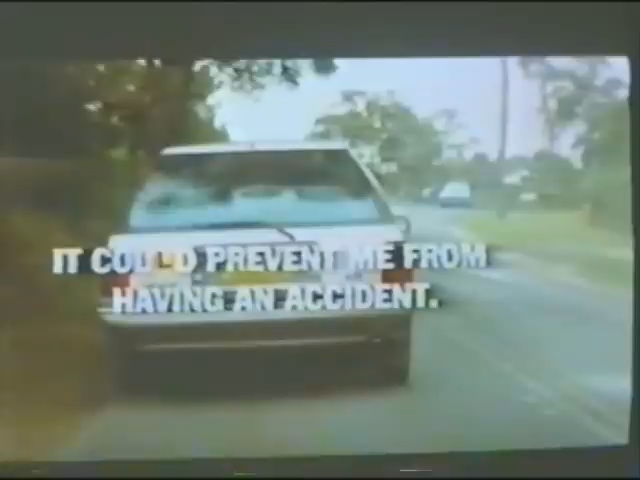 IT COULD PREVENT ME FROM
HAVING AN ACCIDENT.